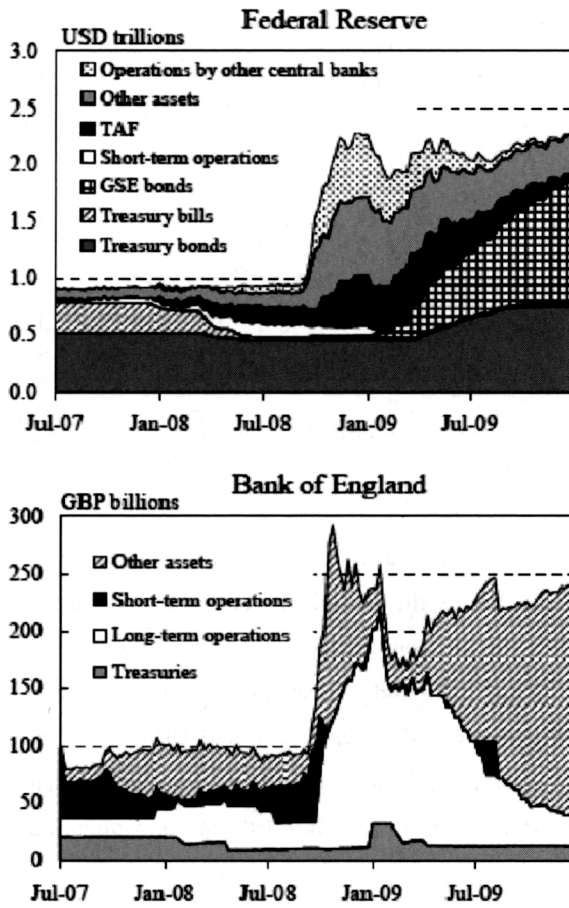 Federal Reserve
USD trillions
3.0
2.5
2.0
1.5
1.0
0.5
0.0
Operations by other central banks
Other assets
TAF
Short-term operations
GSE bonds
Treasury bills
Treasury bonds
Jul-07 Jan-08 Jul-08 Jan-09 Jul-09
Bank of England
GBP billions
300
250
200
150
100
50
0
Other assets
Short-term operations
Long-term operations
Treasuries
Jul-07 Jan-08 Jul-08 Jan-09 Jul-09